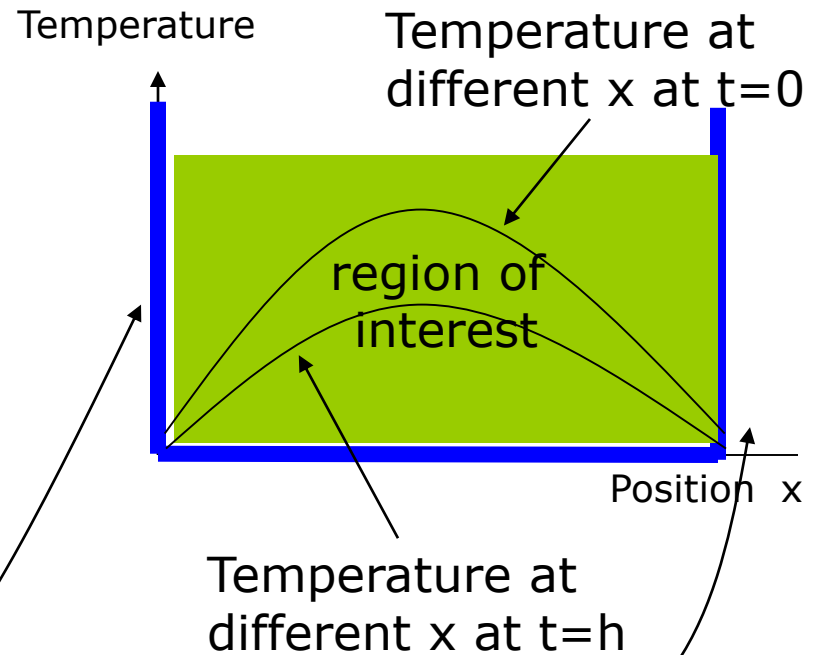 Temperature
Temperature at
different x at t=0
region of
interest
Position x
Temperature at
different x at t=h